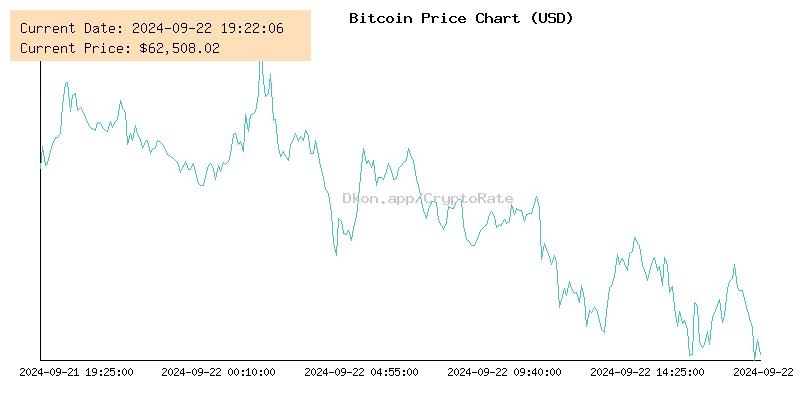 Bitcoin Price Chart (USD)
Current Date: 2024-09-22 19:22:06
Current Price: $62,508.02
Dkon.app/CryptoRate
2024-09-21 19:25:00
2024-09-22 00:10:00
2024-09-22 04:55:00
2024-09-22 09:40:00
2024-09-22 14:25:00
2024-09-22